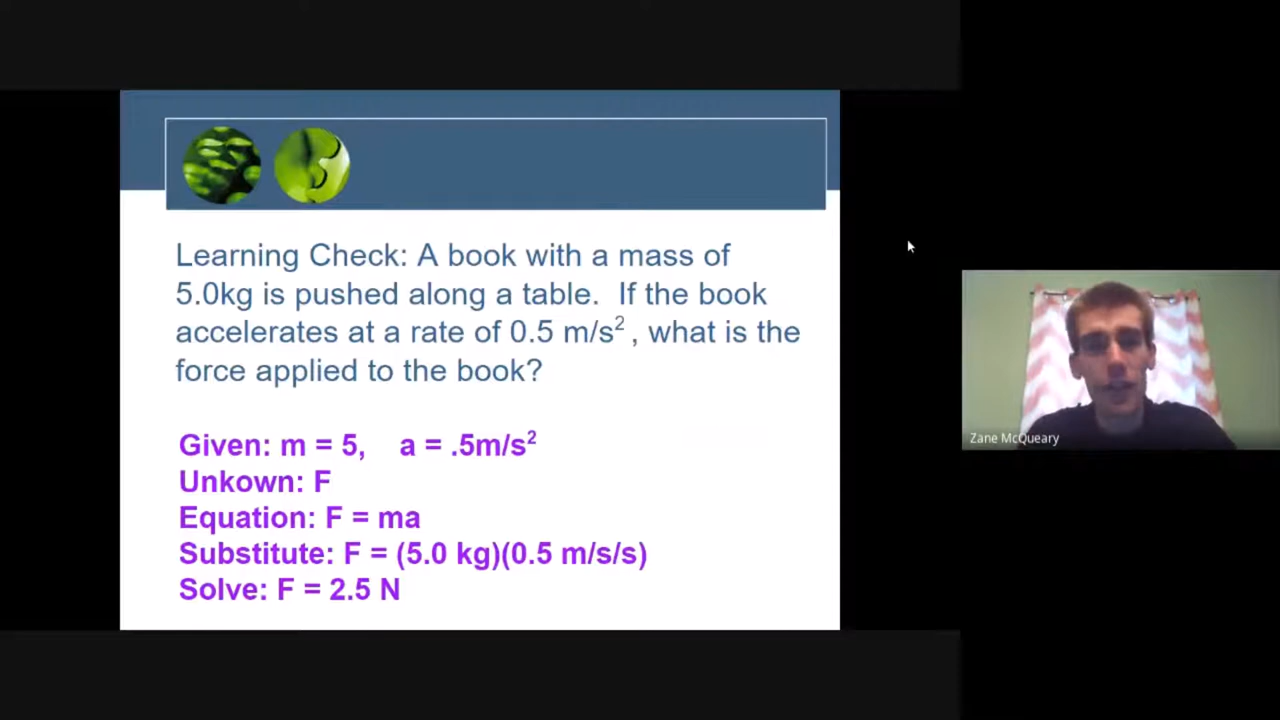 Learning Check: A book with a mass of
5.0kg is pushed along a table. If the book
accelerates at a rate of 0.5 m/s², what is the
force applied to the book?
Given: m = 5, a = .5m/s²
Unkown: F
Equation: F = ma
Substitute: F = (5.0 kg)(0.5 m/s/s)
Solve: F = 2.5 N
Zane McQueary